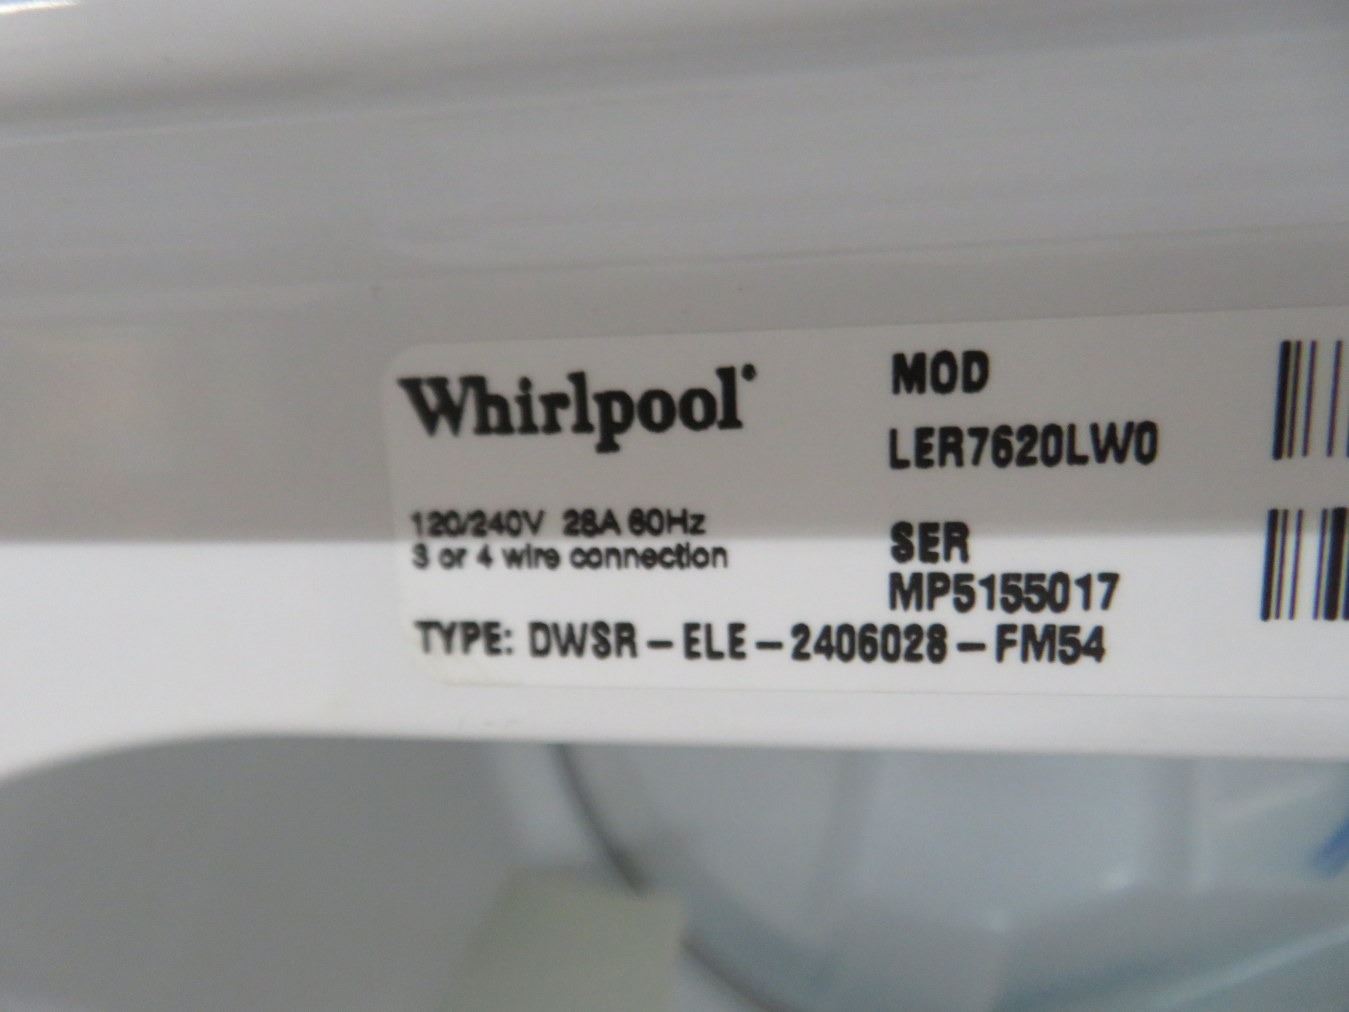 Whirlpool
120/240V 28A 60Hz
3 or 4 wire connection
MOD
LER7620LW0
SER
MP5155017
TYPE: DWSR-ELE-2406028-FM54